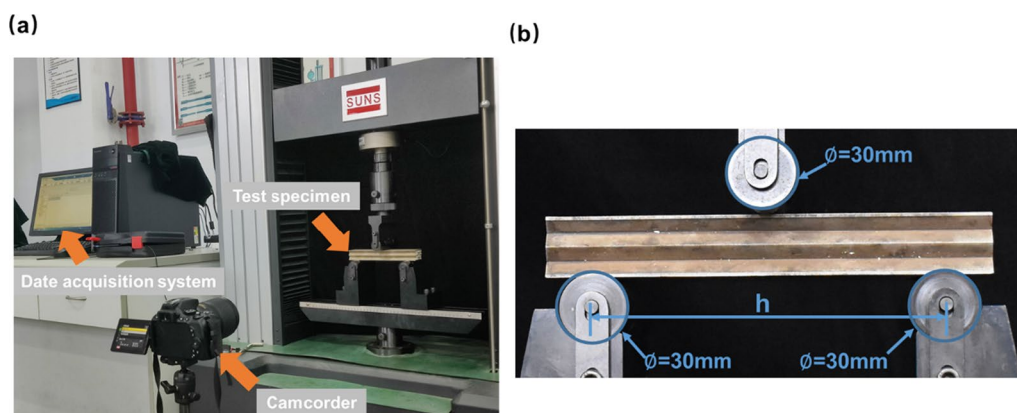 (a)
SUNS
Test specimen
Date acquisition system
Camcorder
(b)
Ø=30mm
h
Ø=30mm
Ø=30mm